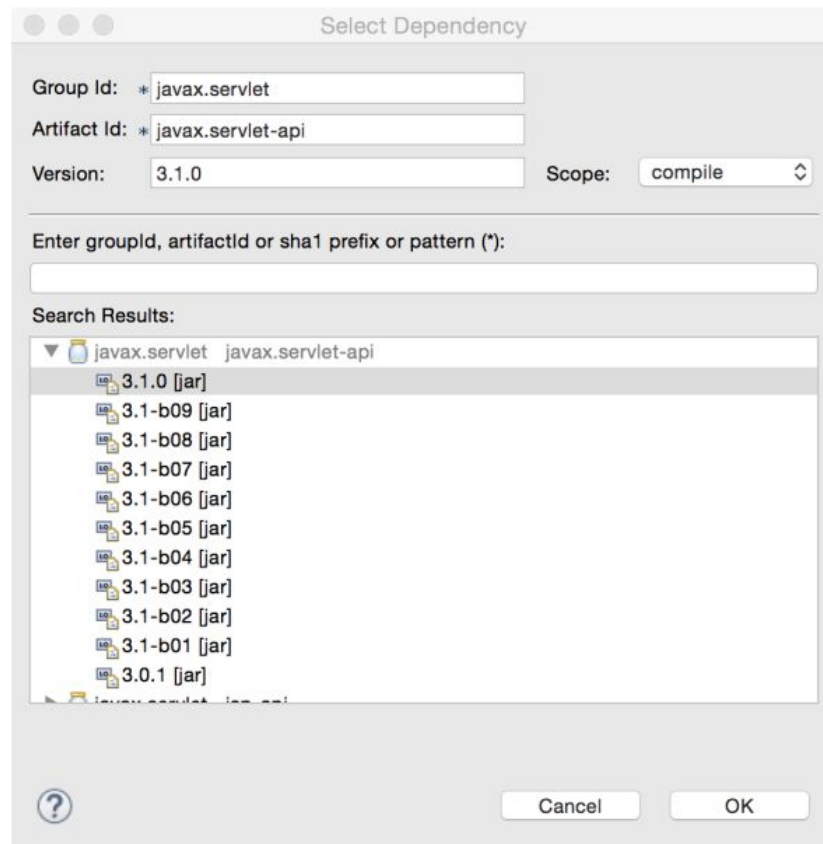 Select Dependency
Group Id: * javax.servlet
Artifact Id: * javax.servlet-api
Version: 3.1.0 Scope: compile
Enter groupId, artifactId or sha1 prefix or pattern (*):
Search Results:
javax.servlet javax.servlet-api
3.1.0 [jar]
3.1-b09 [jar]
3.1-b08 [jar]
3.1-b07 [jar]
3.1-b06 [jar]
3.1-b05 [jar]
3.1-b04 [jar]
3.1-b03 [jar]
3.1-b02 [jar]
3.1-b01 [jar]
3.0.1 [jar]
javax.servlet jsp-api
? Cancel OK